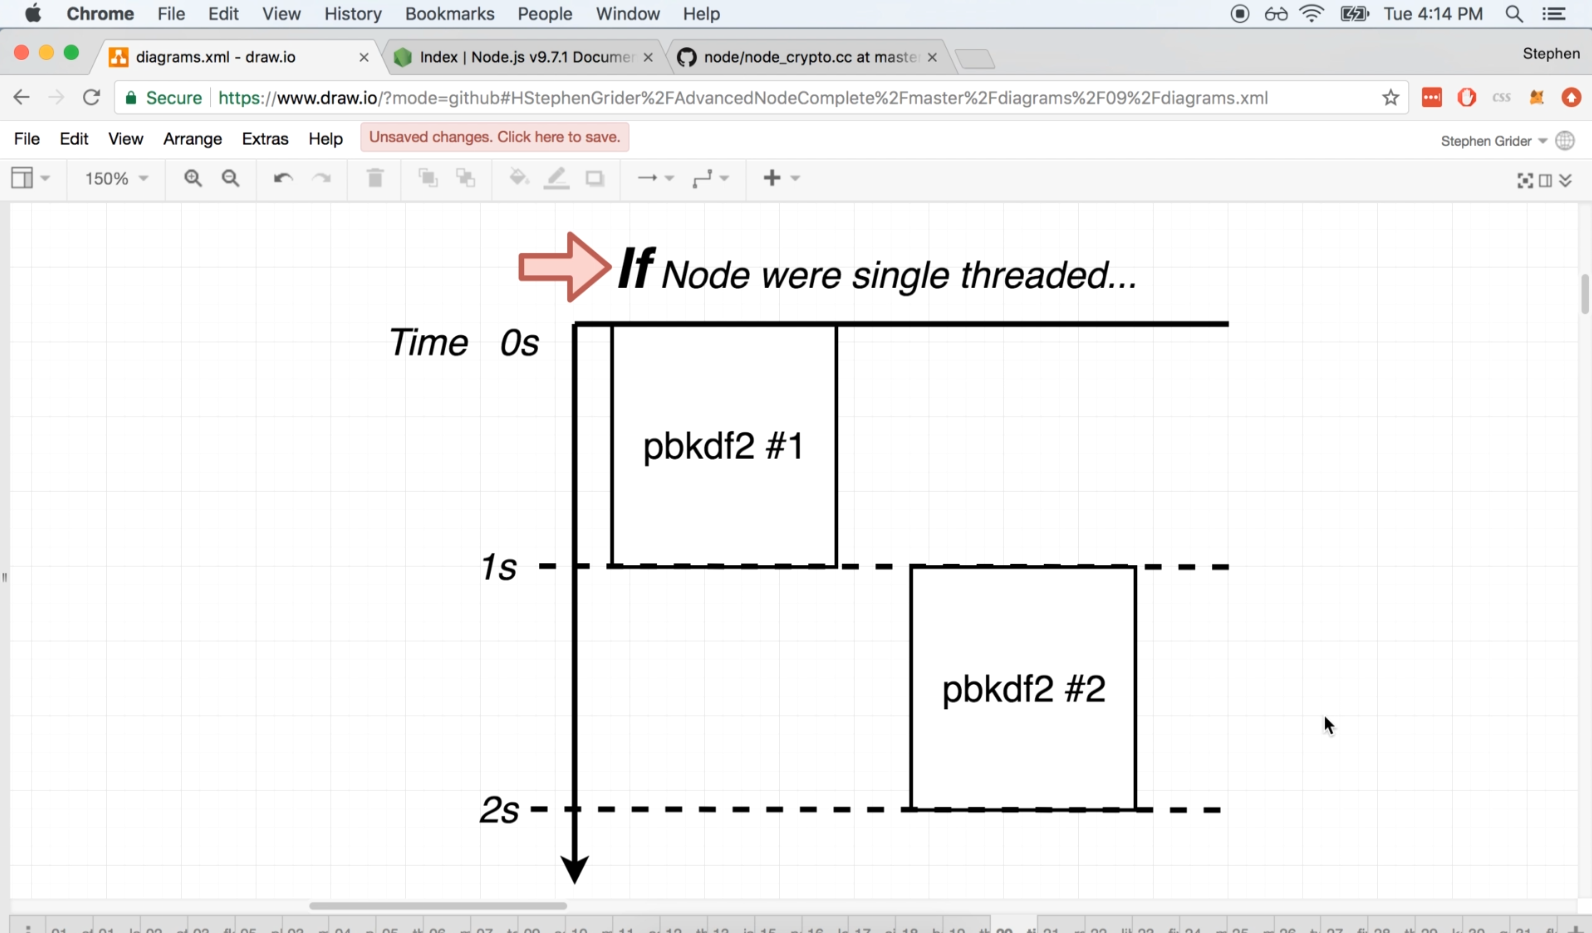 Chrome File Edit View History Bookmarks People Window Help Tue 4:14 PM
diagrams.xml - draw.io Index | Node.js v9.7.1 Documen node/node_crypto.cc at maste Stephen
Secure https://www.draw.io/?mode=github#HStephenGrider%2FAdvancedNodeComplete%2Fmaster%2Fdiagrams%2F09%2Fdiagrams.xml CSS
File Edit View Arrange Extras Help Unsaved changes. Click here to save. Stephen Grider
150%
If Node were single threaded...
Time 0s
pbkdf2 #1
1s
pbkdf2 #2
2s